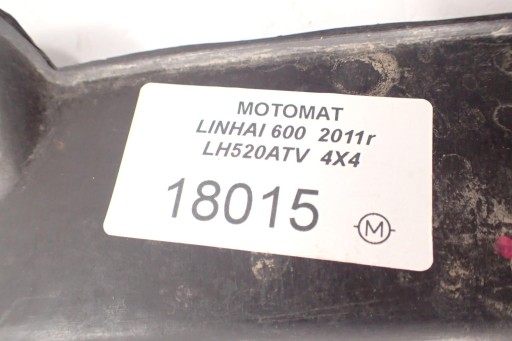 MOTOMAT
LINHAI 600 2011r
LH520ATV 4X4
18015 M